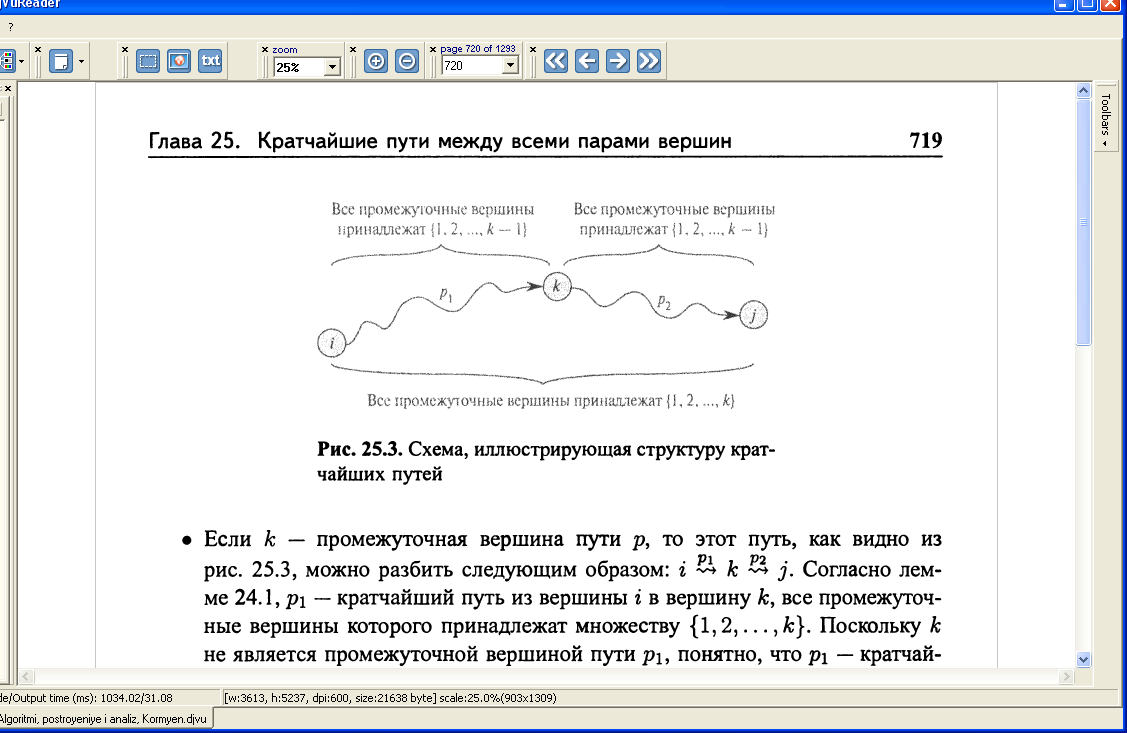 jVuReader
?
zoom
page 720 of 1293
txt
25%
720
Toolbars
Глава 25. Кратчайшие пути между всеми парами вершин 719
Все промежуточные вершины Все промежуточные вершины
принадлежат {1, 2, ..., k − 1} принадлежат {1, 2, ..., k − 1}
k
p₁
p₂
j
i
Все промежуточные вершины принадлежат {1, 2, ..., k}
Рис. 25.3. Схема, иллюстрирующая структуру крат-
чайших путей
• Если k — промежуточная вершина пути p, то этот путь, как видно из
рис. 25.3, можно разбить следующим образом: i p₁⇝ k p₂⇝ j. Согласно лем-
ме 24.1, p₁ — кратчайший путь из вершины i в вершину k, все промежуточ-
ные вершины которого принадлежат множеству {1, 2, . . . , k}. Поскольку k
не является промежуточной вершиной пути p₁, понятно, что p₁ — кратчай-
de/Output time (ms): 1034.02/31.08 [w:3613, h:5237, dpi:600, size:21638 byte] scale:25.0%(903x1309)
Algoritmi, postroyeniye i analiz, Kormyen.djvu